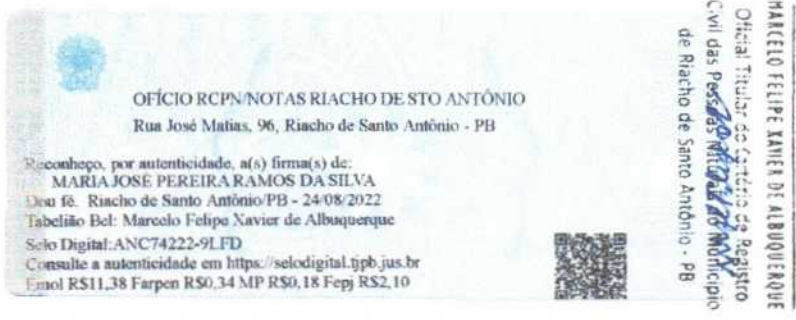 OFÍCIO RCPN/NOTAS RIACHO DE STO ANTÔNIO
Rua José Matias, 96, Riacho de Santo Antônio - PB
Reconheço, por autenticidade, a(s) firma(s) de:
MARIA JOSÉ PEREIRA RAMOS DA SILVA
Dou fé. Riacho de Santo Antônio/PB - 24/08/2022
Tabelião Bel: Marcelo Felipe Xavier de Albuquerque
Selo Digital:ANC74222-9LFD
Consulte a autenticidade em https://selodigital.tjpb.jus.br
Emol R$11,38 Farpen R$0,34 MP R$0,18 Fepj R$2,10
MARCELO FELIPE XAVIER DE ALBUQUERQUE
Oficial Titular do Cartório de Registro
Civil das Pessoas Naturais do Município
de Riacho de Santo Antônio - PB